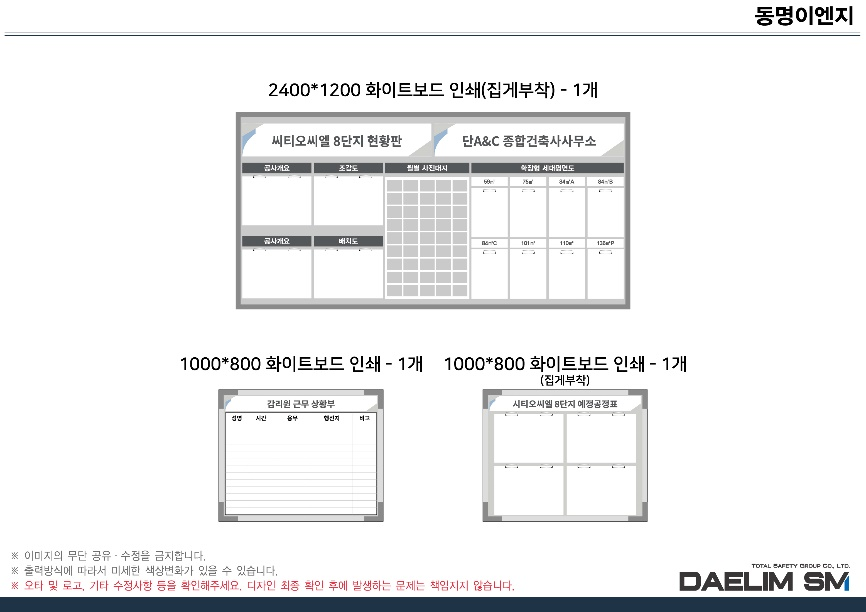 동명이엔지
2400*1200 화이트보드 인쇄(집게부착) - 1개
씨티오씨엘 8단지 현황판
단A&C 종합건축사사무소
공사개요
조감도
월별 사진대지
확장형 세대평면도
59㎡
75㎡
84㎡A
84㎡B
공사개요
배치도
84㎡C
101㎡
110㎡
136㎡P
1000*800 화이트보드 인쇄 - 1개
1000*800 화이트보드 인쇄 - 1개
(집게부착)
감리원 근무 상황부
성명
시간
용무
행선지
비고
시티오씨엘 8단지 예정공정표
※ 이미지의 무단 공유 · 수정을 금지합니다.
※ 출력방식에 따라서 미세한 색상변화가 있을 수 있습니다.
※ 오타 및 로고, 기타 수정사항 등을 확인해주세요. 디자인 최종 확인 후에 발생하는 문제는 책임지지 않습니다.
TOTAL SAFETY GROUP CO., LTD.
DAELIM SM